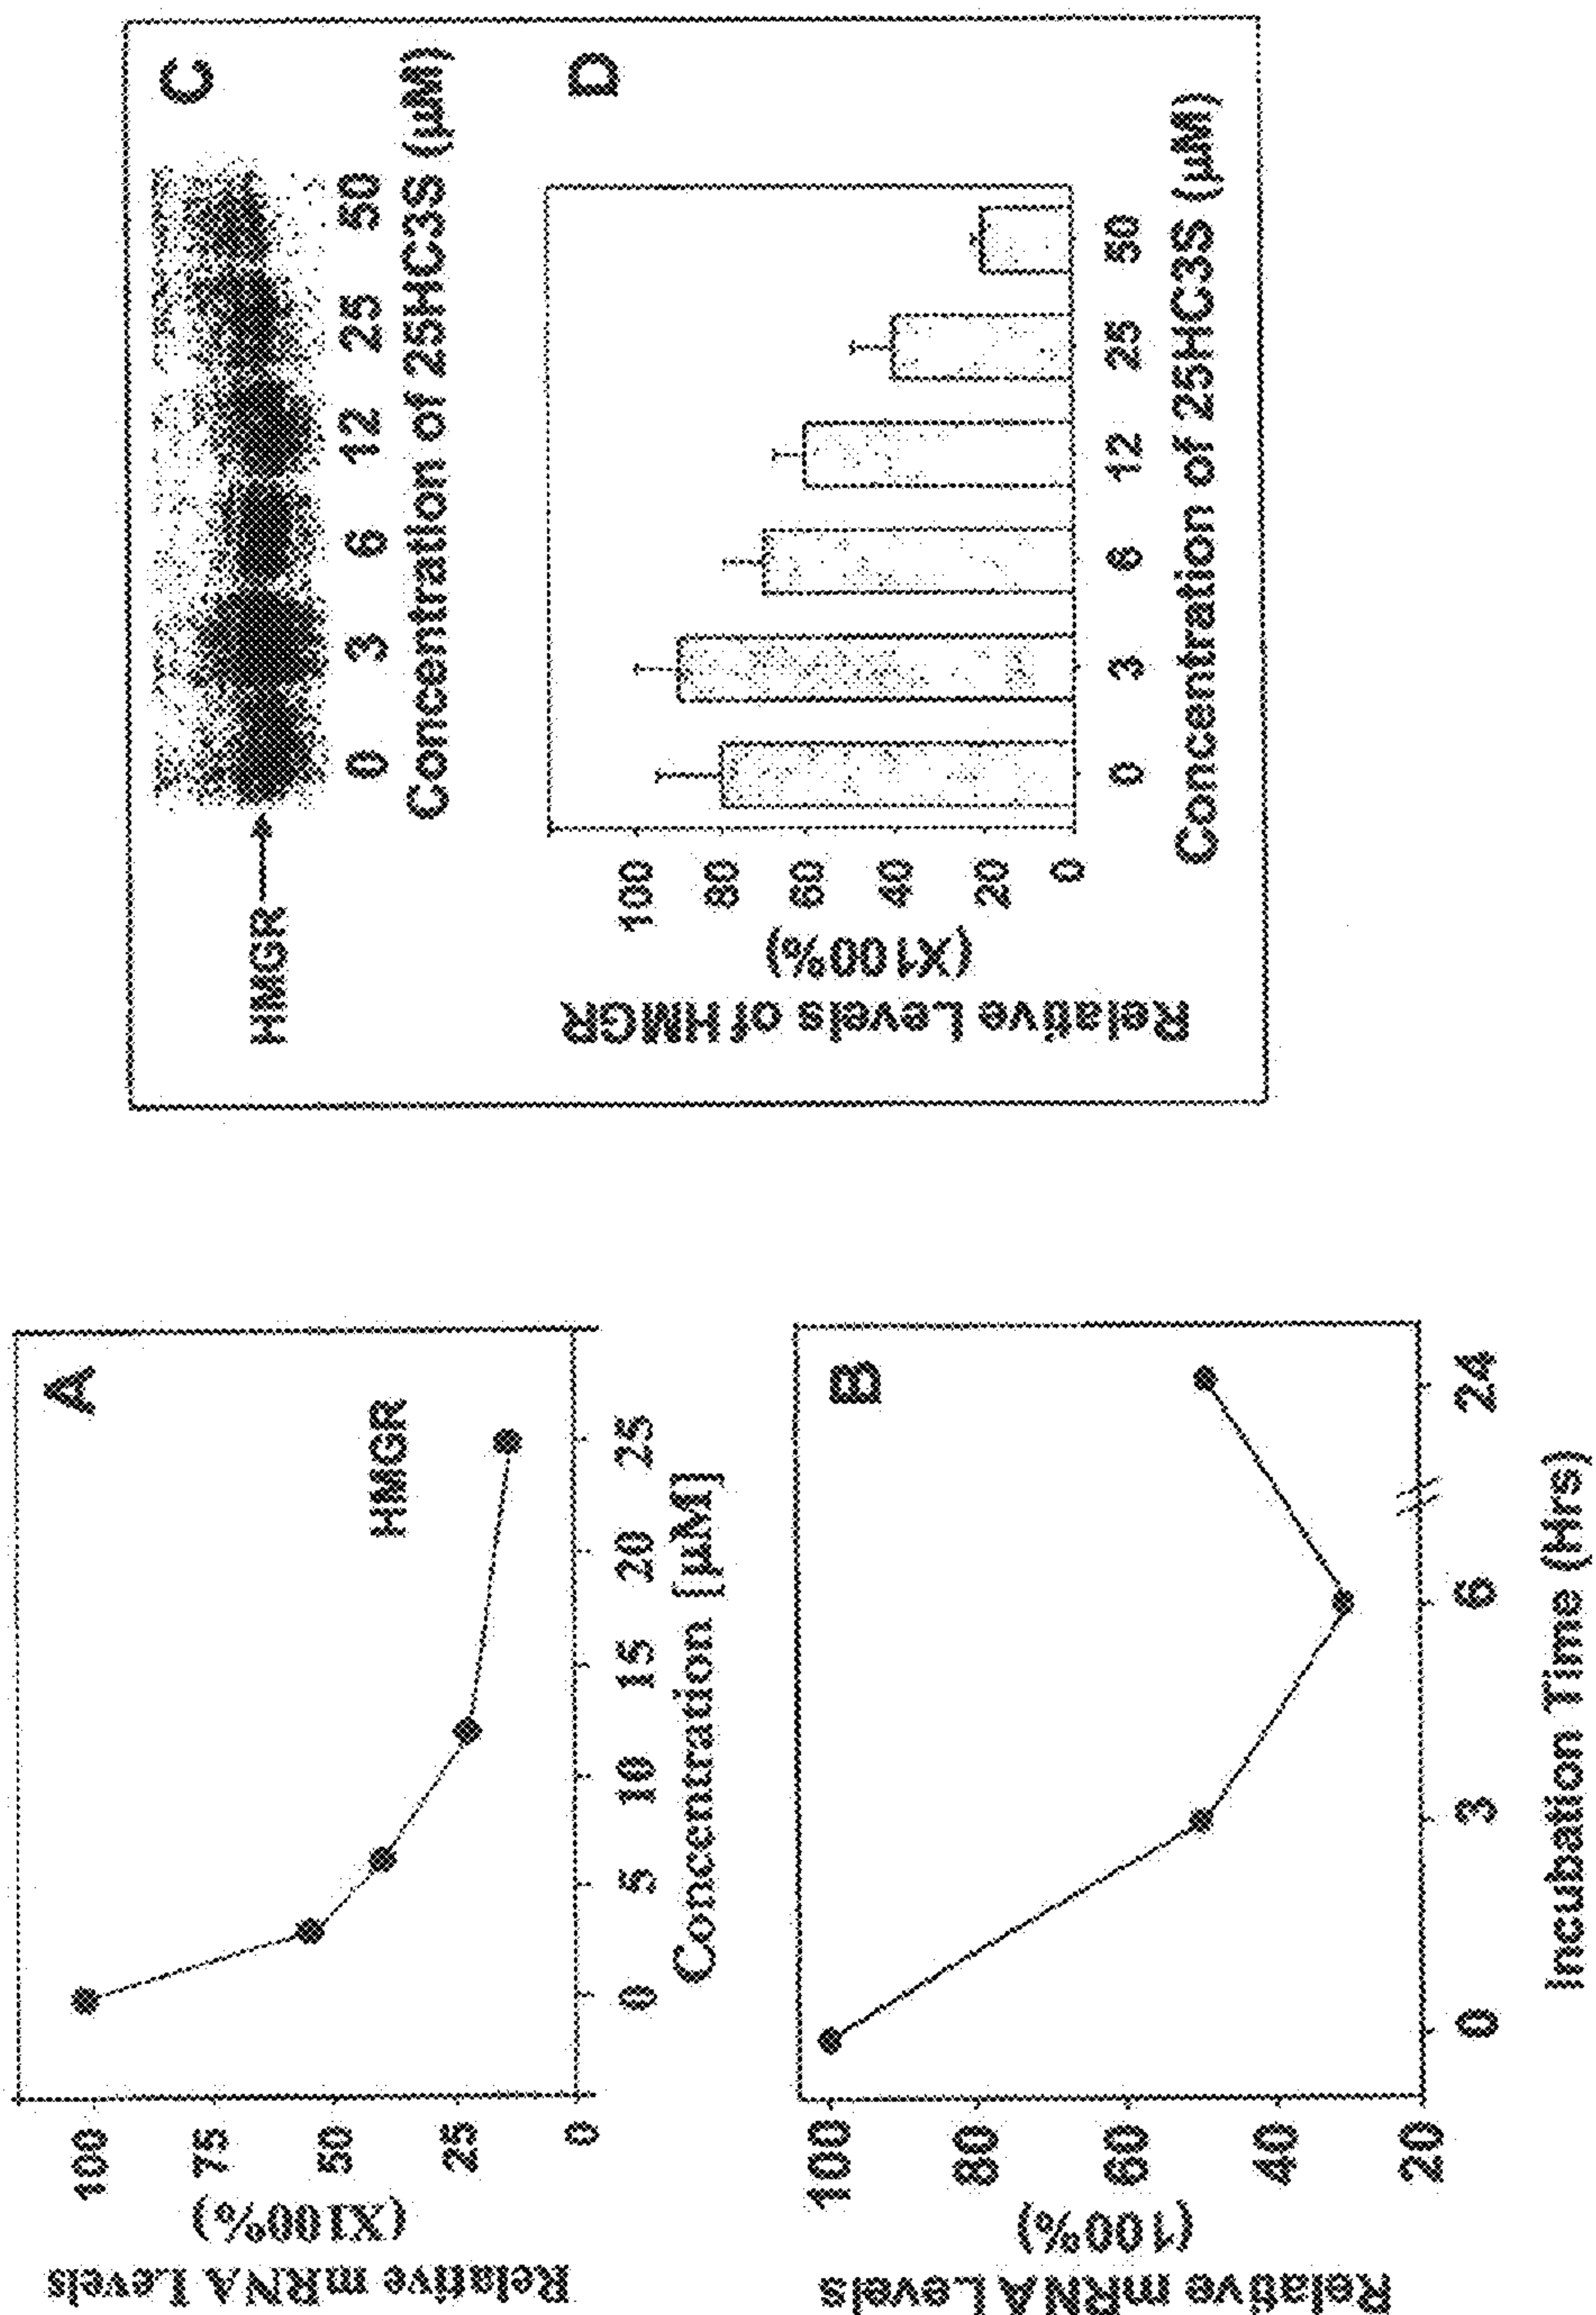 A
HMGR
Relative mRNA Levels
(X100%)
100
75
50
25
0
0 5 10 15 20 25
Concentration [µM]
B
Relative mRNA Levels
(100%)
100
80
60
40
20
0 3 6 24
Incubation Time (Hrs)
C
HMGR
0 3 6 12 25 50
Concentration of 25HC3S (µM)
D
Relative Levels of HMGR
(X100%)
100
80
60
40
20
0
0 3 6 12 25 50
Concentration of 25HC3S (µM)